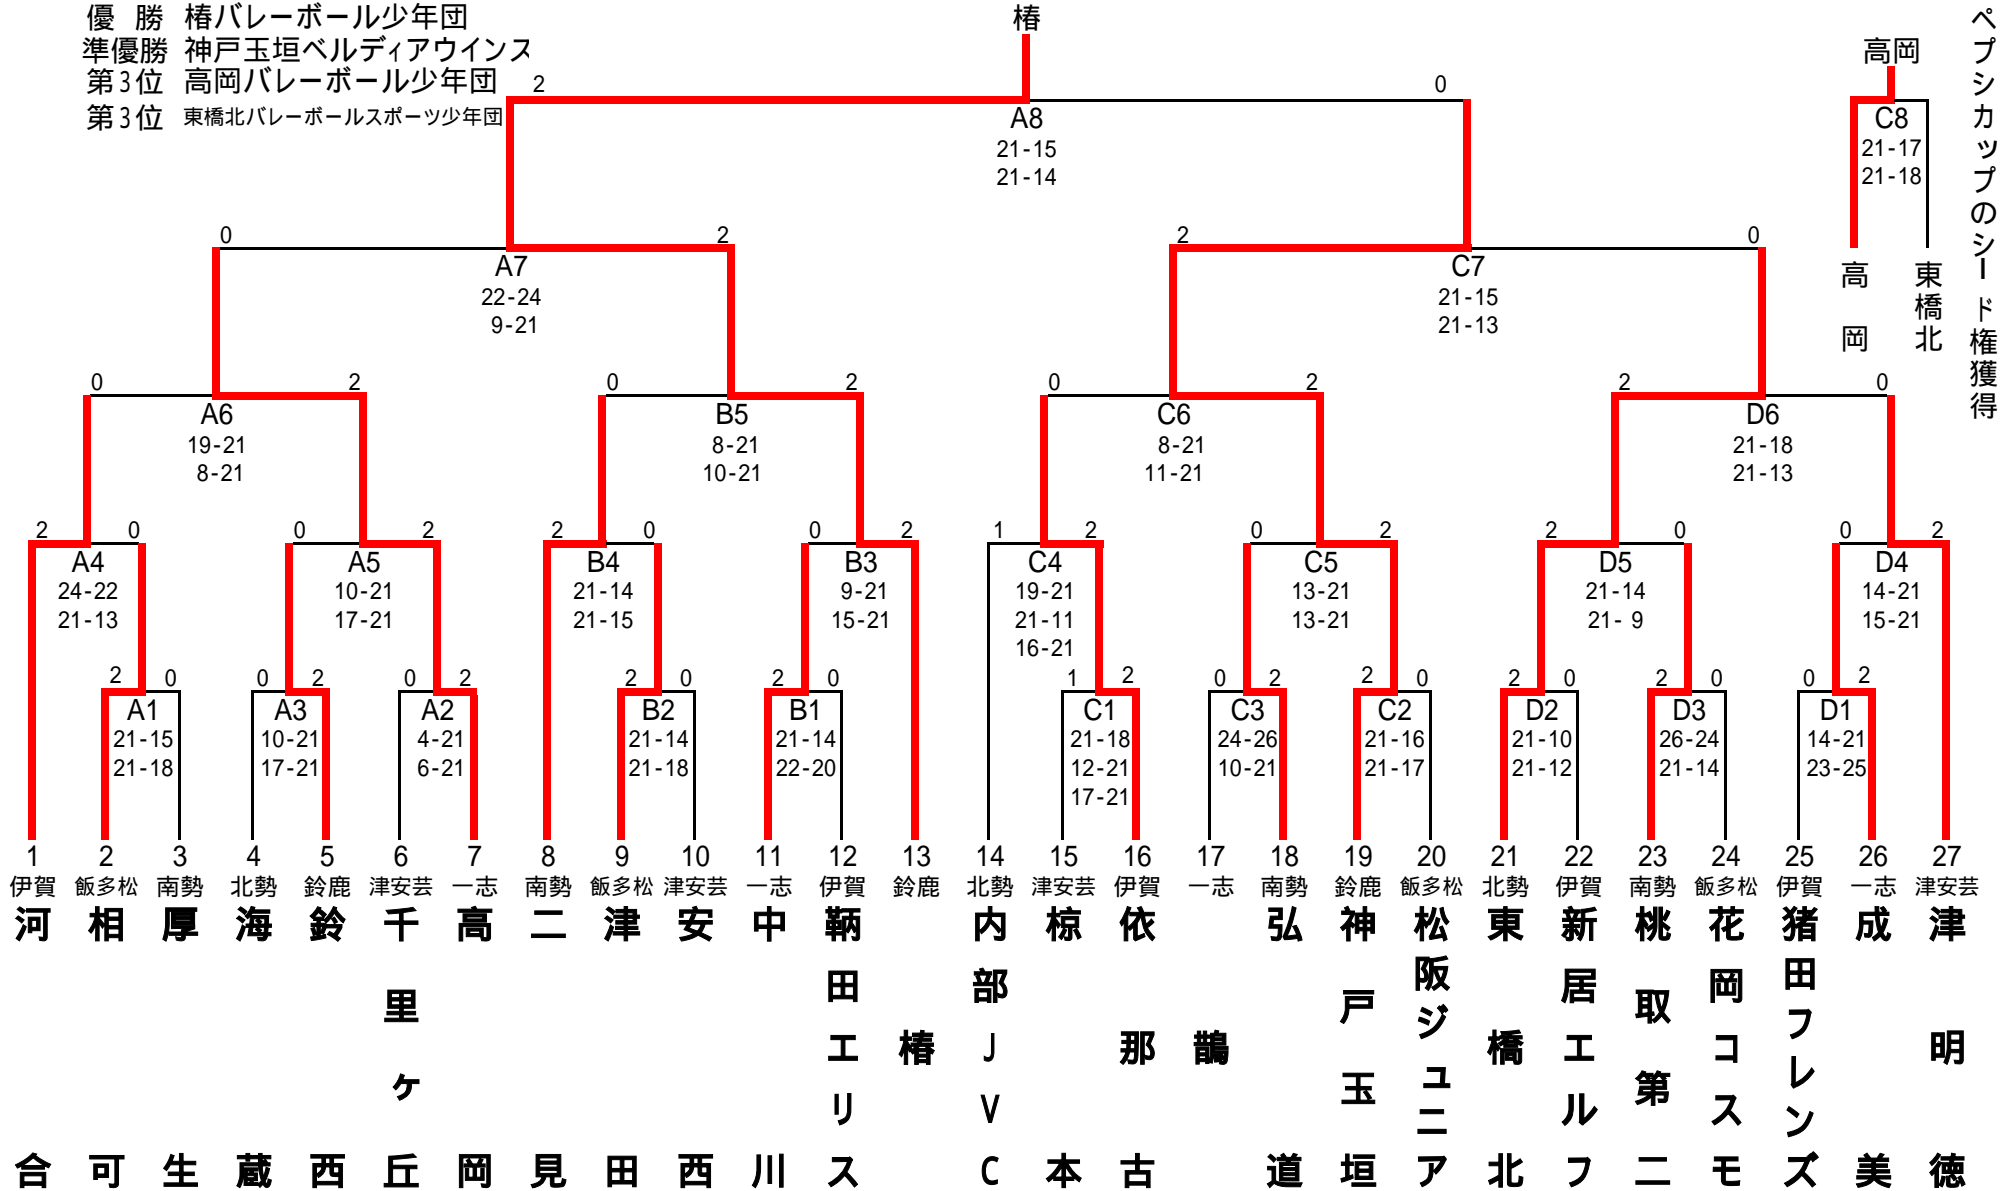 優 勝 椿バレーボール少年団
準優勝 神戸玉垣ベルディアウインズ
第3位 高岡バレーボール少年団
第3位 東橋北バレーボールスポーツ少年団
椿
高岡
ペプシカップのシード権獲得
2 0
A8
21-15
21-14
C8
21-17
21-18
高岡
東橋北
0 2
A7
22-24
9-21
2 0
C7
21-15
21-13
0 2
A6
19-21
8-21
0 2
B5
8-21
10-21
0 2
C6
8-21
11-21
2 0
D6
21-18
21-13
2 0
A4
24-22
21-13
0 2
A5
10-21
17-21
2 0
B4
21-14
21-15
0 2
B3
9-21
15-21
1 2
C4
19-21
21-11
16-21
0 2
C5
13-21
13-21
2 0
D5
21-14
21- 9
0 2
D4
14-21
15-21
2 0
A1
21-15
21-18
0 2
A3
10-21
17-21
0 2
A2
4-21
6-21
2 0
B2
21-14
21-18
2 0
B1
21-14
22-20
1 2
C1
21-18
12-21
17-21
0 2
C3
24-26
10-21
2 0
C2
21-16
21-17
2 0
D2
21-10
21-12
2 0
D3
26-24
21-14
0 2
D1
14-21
23-25
1 2 3 4 5 6 7 8 9 10 11 12 13 14 15 16 17 18 19 20 21 22 23 24 25 26 27
伊賀 飯多松 南勢 北勢 鈴鹿 津安芸 一志 南勢 飯多松 津安芸 一志 伊賀 鈴鹿 北勢 津安芸 伊賀 一志 南勢 鈴鹿 飯多松 北勢 伊賀 南勢 飯多松 伊賀 一志 津安芸
河合
相可
厚生
海蔵
鈴西
千里ヶ丘
高岡
二見
津田
安西
中川
鞆田エリス
椿
内部JVC
椋本
依那古
鵲
弘道
神戸玉垣
松阪ジュニア
東橋北
新居エルフ
桃取第二
花岡コスモ
猪田フレンズ
成美
津明徳